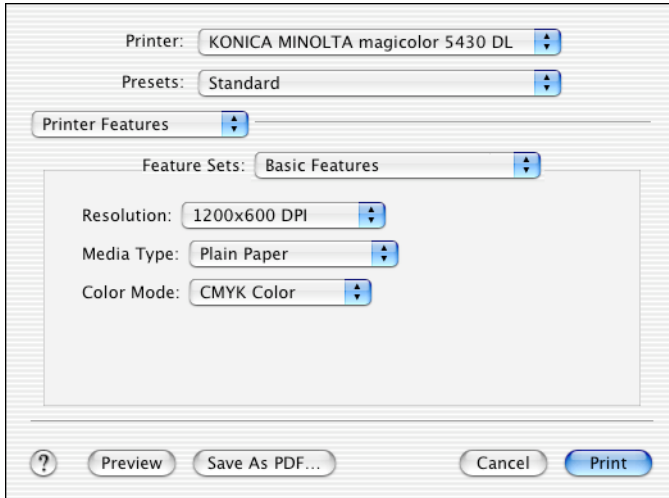 Printer: KONICA MINOLTA magicolor 5430 DL
Presets: Standard
Printer Features
Feature Sets: Basic Features
Resolution: 1200x600 DPI
Media Type: Plain Paper
Color Mode: CMYK Color
? Preview Save As PDF... Cancel Print